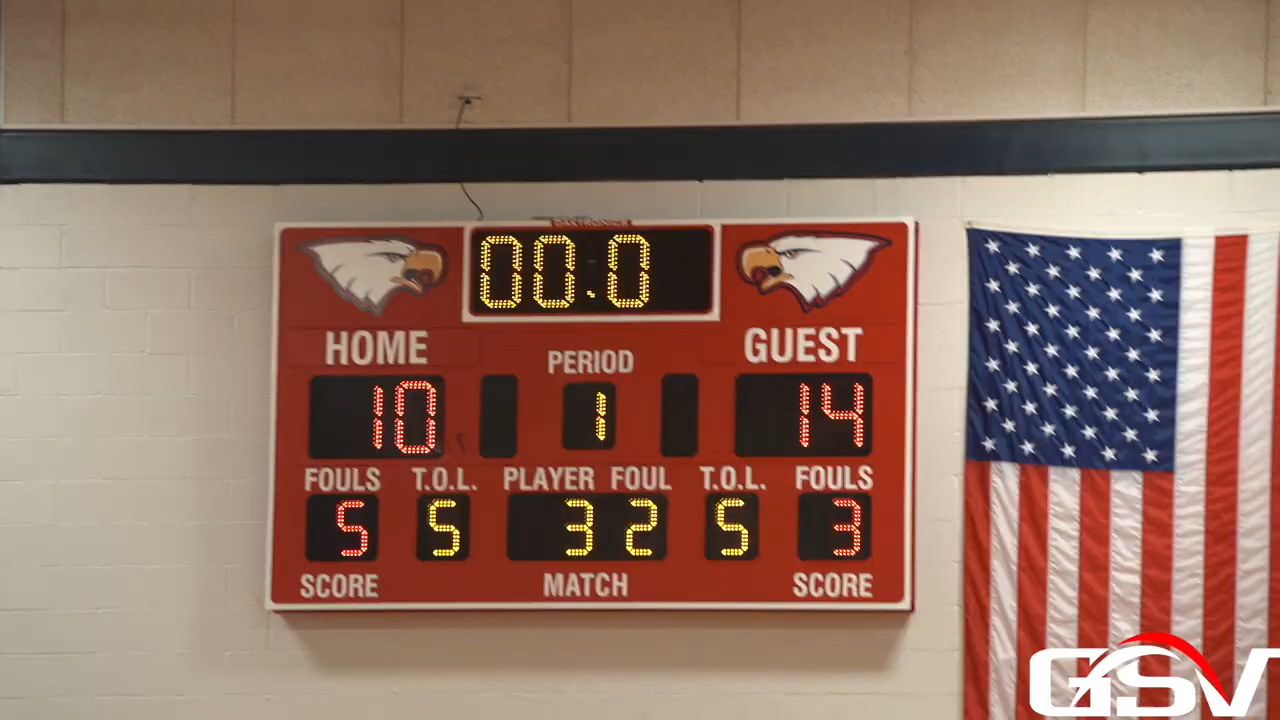 00.0
HOME GUEST
PERIOD
10 1 14
FOULS T.O.L. PLAYER FOUL T.O.L. FOULS
5 5 3 2 5 3
SCORE MATCH SCORE
GSV